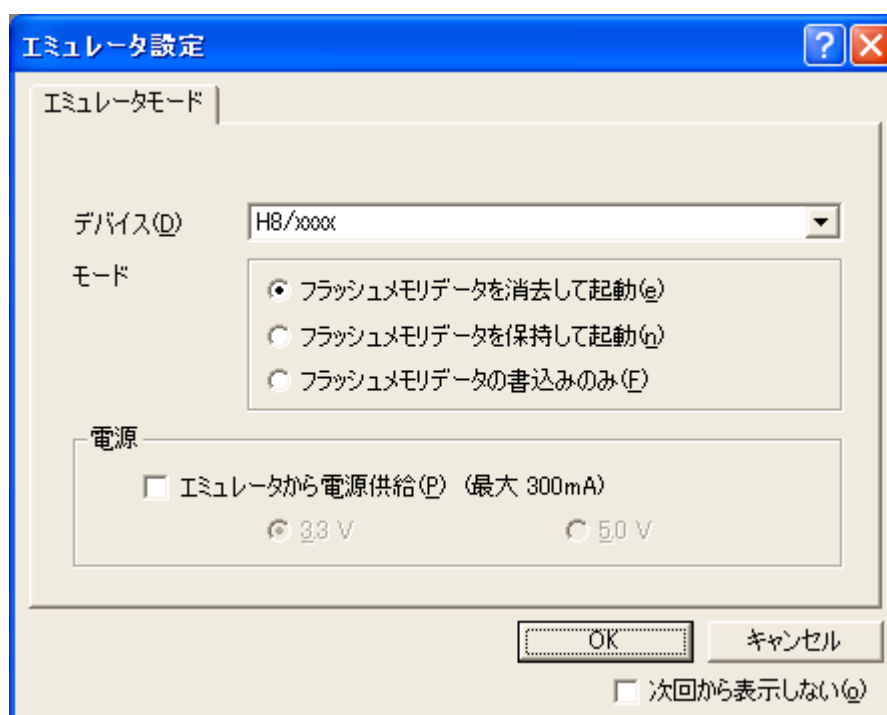 エミュレータ設定
エミュレータモード
デバイス(D) H8/xxxx
モード
フラッシュメモリデータを消去して起動(e)
フラッシュメモリデータを保持して起動(n)
フラッシュメモリデータの書込みのみ(F)
電源
エミュレータから電源供給(P) (最大 300mA)
3.3 V 5.0 V
OK キャンセル
次回から表示しない(o)